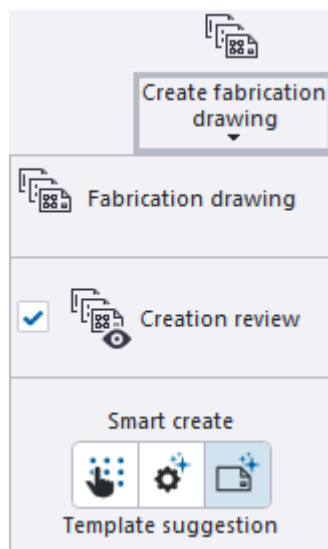 Create fabrication
drawing
Fabrication drawing
Creation review
Smart create
Template suggestion